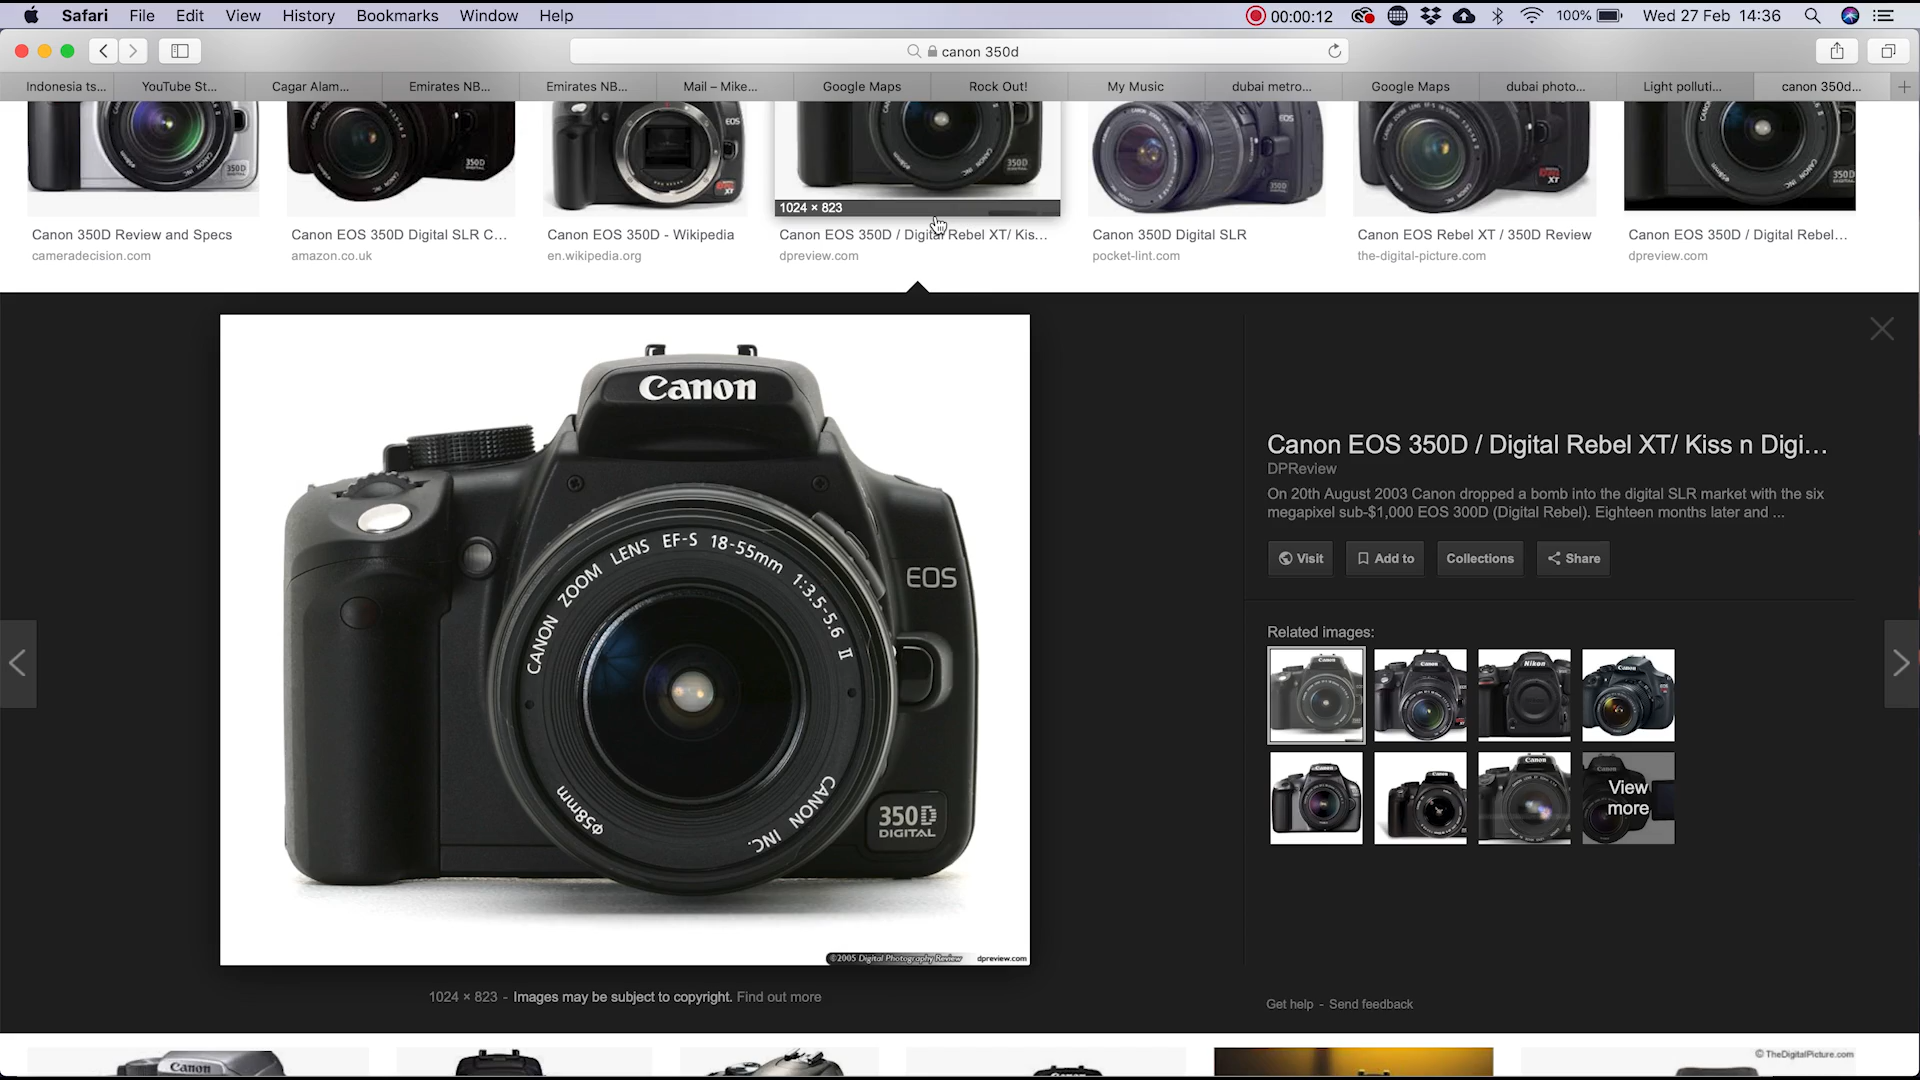 Safari File Edit View History Bookmarks Window Help 00:00:12 100% Wed 27 Feb 14:36
canon 350d
Indonesia ts... YouTube St... Cagar Alam... Emirates NB... Emirates NB... Mail – Mike... Google Maps Rock Out! My Music dubai metro... Google Maps dubai photo... Light polluti... canon 350d...
1024 × 823
Canon 350D Review and Specs
cameradecision.com
Canon EOS 350D Digital SLR C...
amazon.co.uk
Canon EOS 350D - Wikipedia
en.wikipedia.org
Canon EOS 350D / Digital Rebel XT/ Kis...
dpreview.com
Canon 350D Digital SLR
pocket-lint.com
Canon EOS Rebel XT / 350D Review
the-digital-picture.com
Canon EOS 350D / Digital Rebel...
dpreview.com
Canon
EOS
CANON ZOOM LENS EF-S 18-55mm 1:3.5-5.6 II
CANON INC.
φ58mm
350D
DIGITAL
©2005 Digital Photography Review dpreview.com
1024 × 823 - Images may be subject to copyright. Find out more
Canon EOS 350D / Digital Rebel XT/ Kiss n Digi...
DPReview
On 20th August 2003 Canon dropped a bomb into the digital SLR market with the six
megapixel sub-$1,000 EOS 300D (Digital Rebel). Eighteen months later and ...
Visit Add to Collections Share
Related images:
View
more
Get help - Send feedback
Canon
© TheDigitalPicture.com